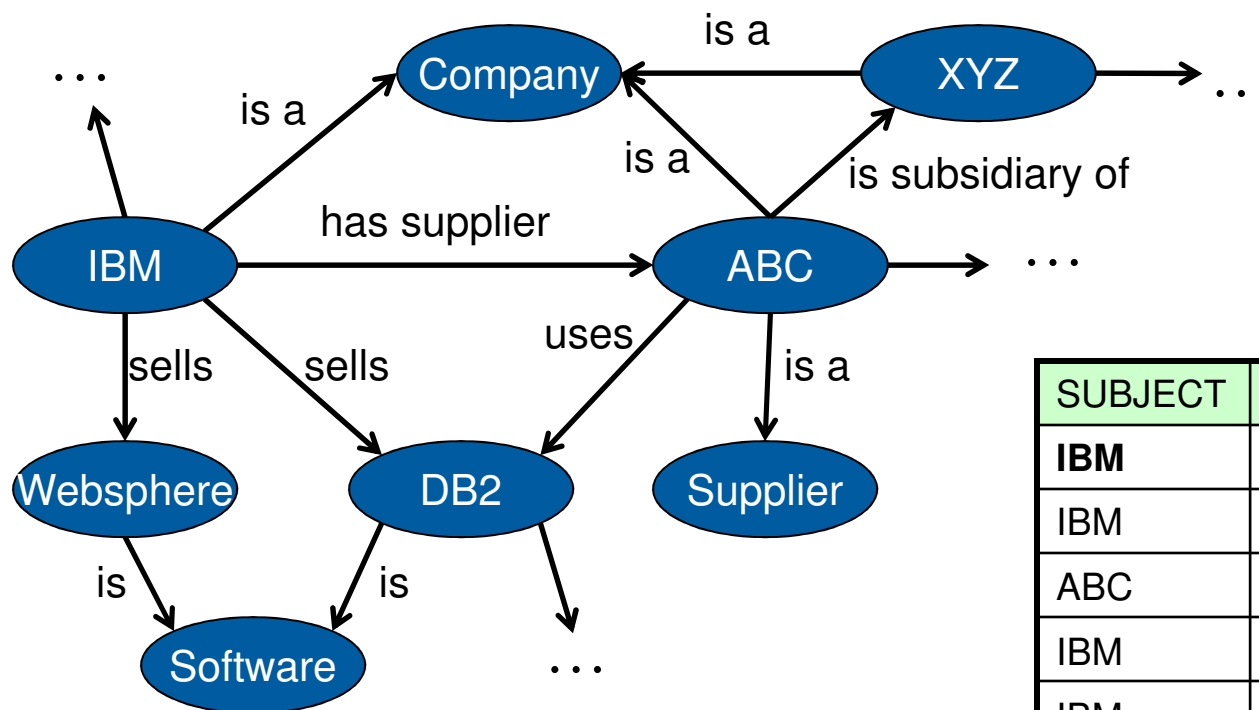 is a
...
Company
XYZ
is a
..
is a
is subsidiary of
has supplier
IBM
ABC
...
uses
sells
sells
is a
SUBJECT
IBM
IBM
ABC
IBM
IBM
Websphere
DB2
Supplier
is
is
Software
...